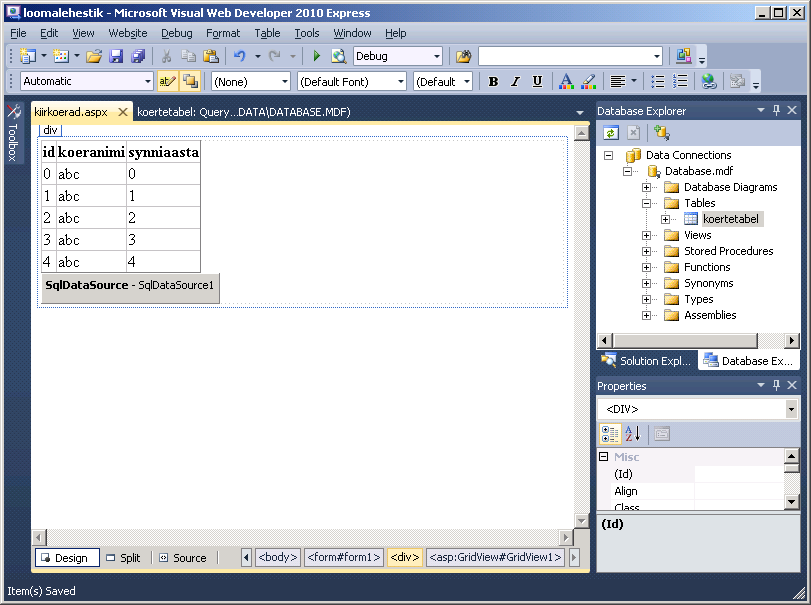 loomalehestik - Microsoft Visual Web Developer 2010 Express
File Edit View Website Debug Format Table Tools Window Help
Debug
Automatic (None) (Default Font) (Default B I U A
Toolbox
kiirkoerad.aspx koertetabel: Query...DATA\DATABASE.MDF)
div
id koeranimi synniaasta
0 abc 0
1 abc 1
2 abc 2
3 abc 3
4 abc 4
SqlDataSource - SqlDataSource1
Design Split Source <body> <form#form1> <div> <asp:GridView#GridView1>
Database Explorer
Data Connections
Database.mdf
Database Diagrams
Tables
koertetabel
Views
Stored Procedures
Functions
Synonyms
Types
Assemblies
Solution Expl... Database Ex...
Properties
<DIV>
Misc
(Id)
Align
Class
(Id)
Item(s) Saved